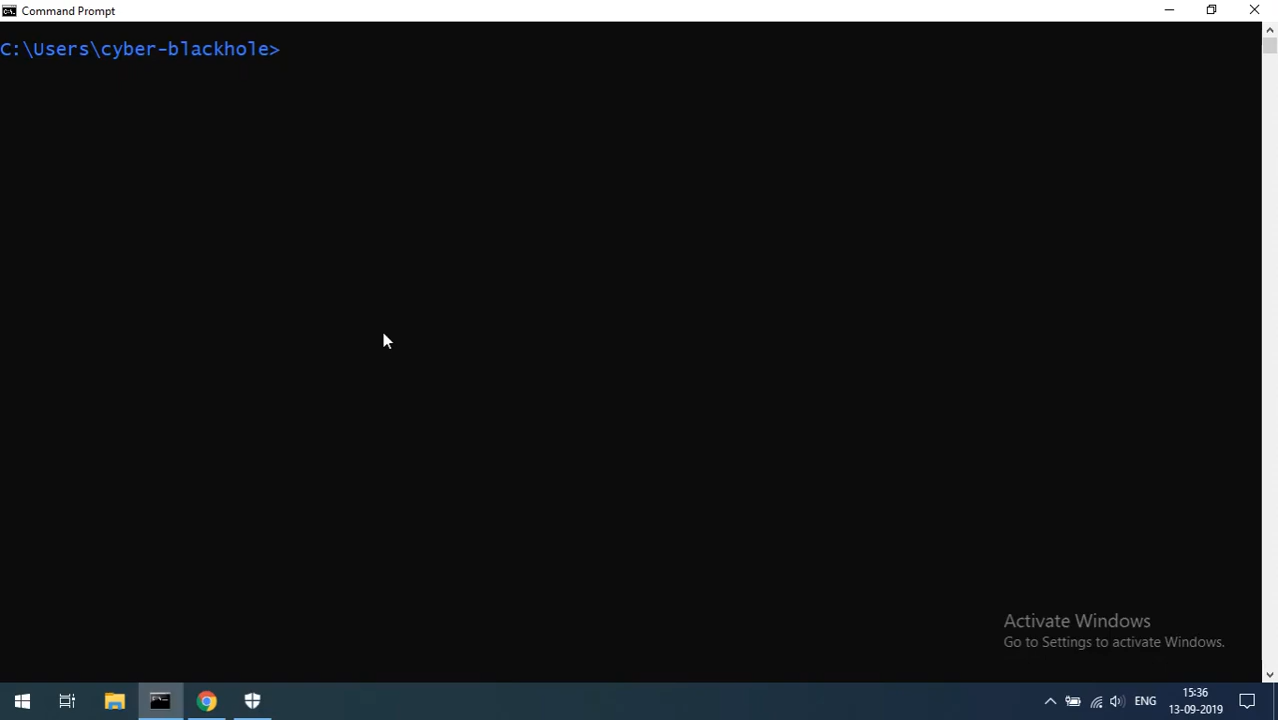 Command Prompt
C:\Users\cyber-blackhole>
Activate Windows
Go to Settings to activate Windows.
ENG
15:36
13-09-2019